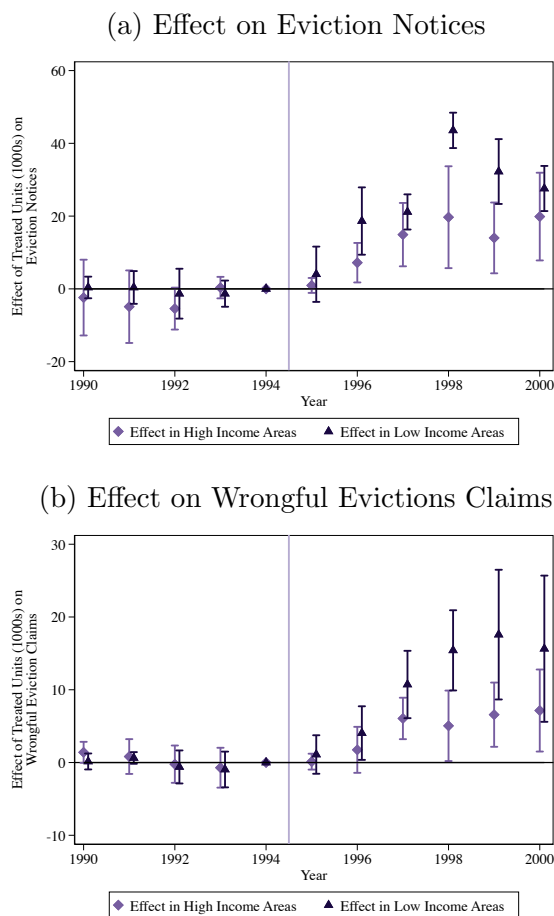 (a) Effect on Eviction Notices
Effect of Treated Units (1000s) on
Eviction Notices
60
40
20
0
-20
1990
1992
1994
1996
1998
2000
Year
Effect in High Income Areas
Effect in Low Income Areas
(b) Effect on Wrongful Evictions Claims
Effect of Treated Units (1000s) on
Wrongful Eviction Claims
30
20
10
0
-10
1990
1992
1994
1996
1998
2000
Year
Effect in High Income Areas
Effect in Low Income Areas